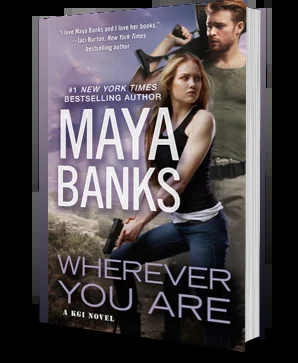 "I love Maya Banks and I love her books."
—Jaci Burton, New York Times
bestselling author
#1 NEW YORK TIMES
BESTSELLING AUTHOR
MAYA
BANKS
WHEREVER
YOU ARE
A KGI NOVEL